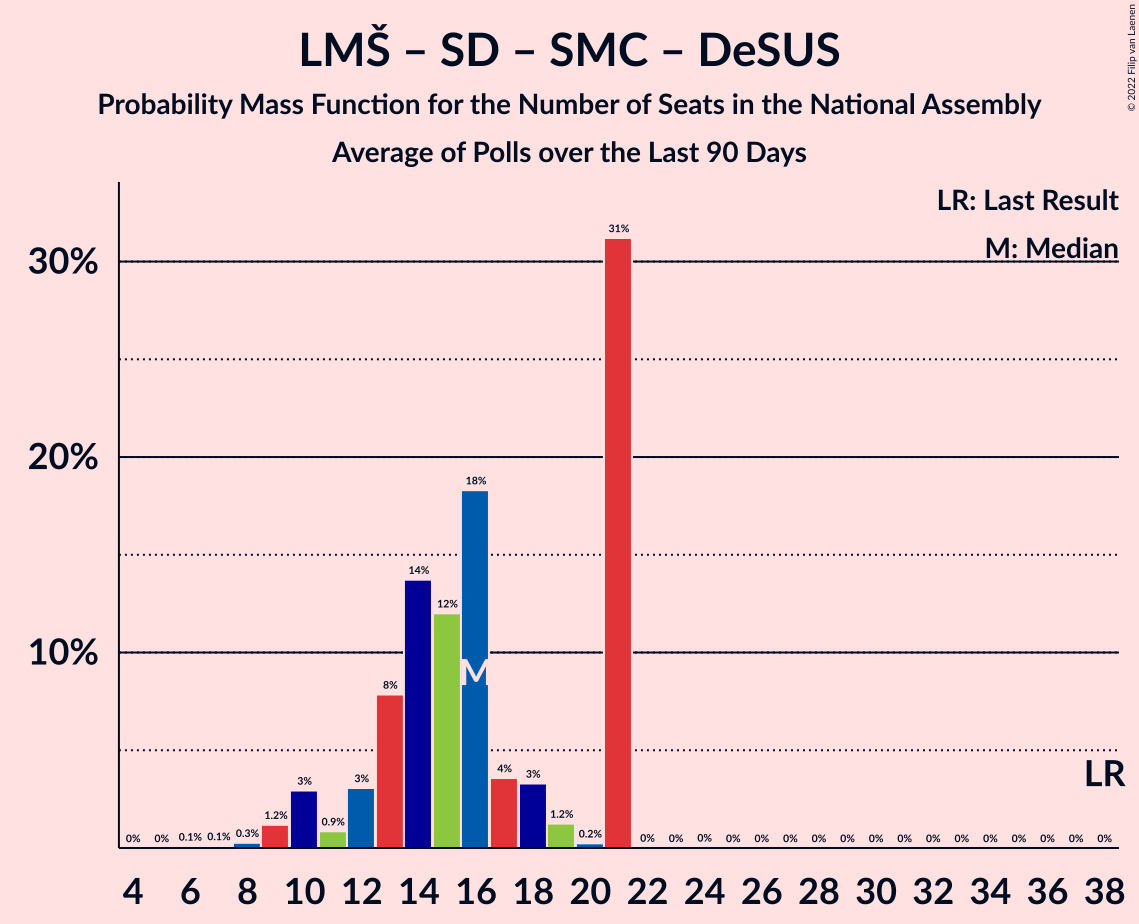 LMŠ – SD – SMC – DeSUS
Probability Mass Function for the Number of Seats in the National Assembly
Average of Polls over the Last 90 Days
© 2022 Filip van Laenen
LR: Last Result
M: Median
30%
20%
10%
0% 0% 0.1% 0.1% 0.3% 1.2% 3% 0.9% 3% 8% 14% 12% 18% 4% 3% 1.2% 0.2% 31% 0% 0% 0% 0% 0% 0% 0% 0% 0% 0% 0% 0% 0% 0% 0% 0% 0%
M
LR
4 6 8 10 12 14 16 18 20 22 24 26 28 30 32 34 36 38